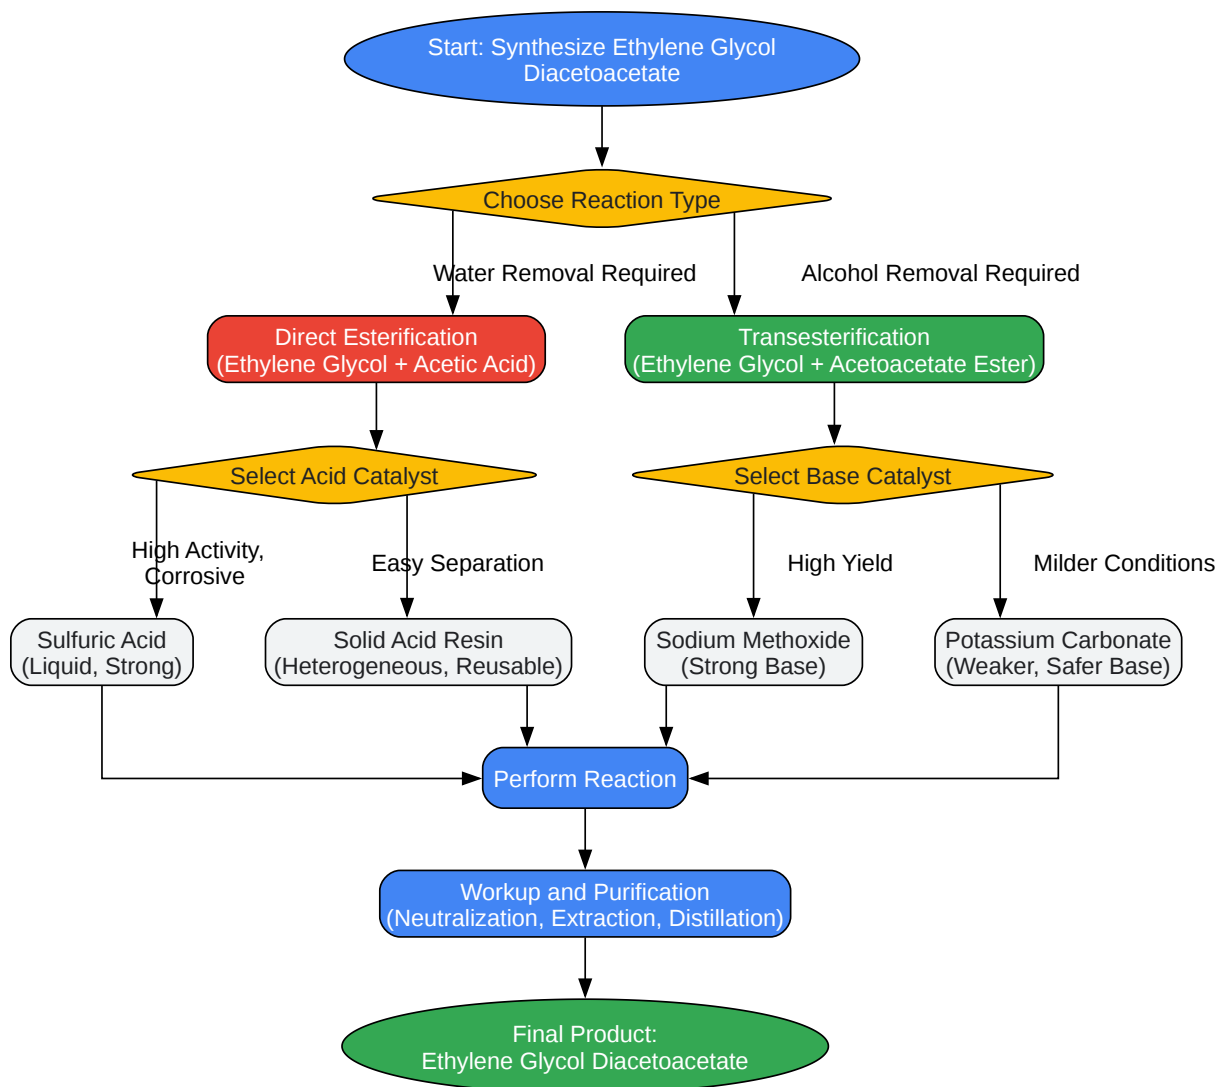 Start: Synthesize Ethylene Glycol
Diacetoacetate
Choose Reaction Type
Water Removal Required
Alcohol Removal Required
Direct Esterification
(Ethylene Glycol + Acetic Acid)
Transesterification
(Ethylene Glycol + Acetoacetate Ester)
Select Acid Catalyst
Select Base Catalyst
High Activity,
Corrosive
Easy Separation
High Yield
Milder Conditions
Sulfuric Acid
(Liquid, Strong)
Solid Acid Resin
(Heterogeneous, Reusable)
Sodium Methoxide
(Strong Base)
Potassium Carbonate
(Weaker, Safer Base)
Perform Reaction
Workup and Purification
(Neutralization, Extraction, Distillation)
Final Product:
Ethylene Glycol Diacetoacetate